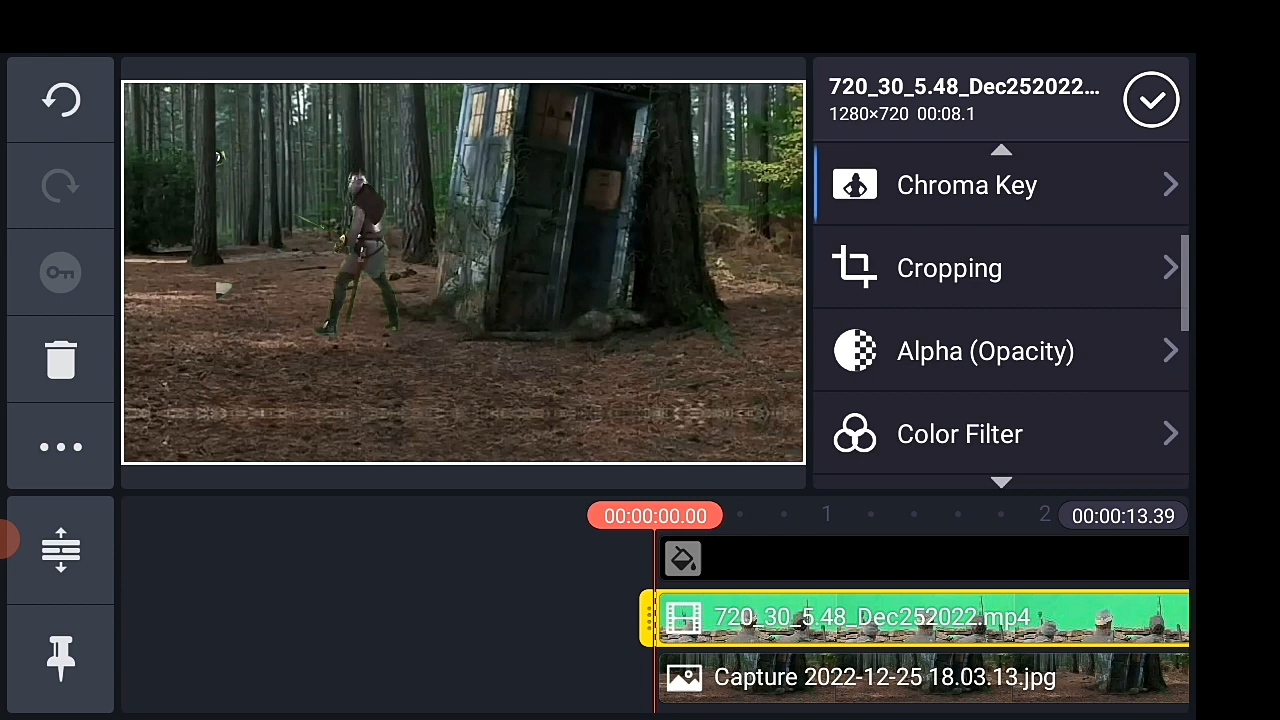 720_30_5.48_Dec252022...
1280×720 00:08.1
Chroma Key
Cropping
Alpha (Opacity)
Color Filter
00:00:00.00
1
2
00:00:13.39
720_30_5.48_Dec252022.mp4
Capture 2022-12-25 18.03.13.jpg